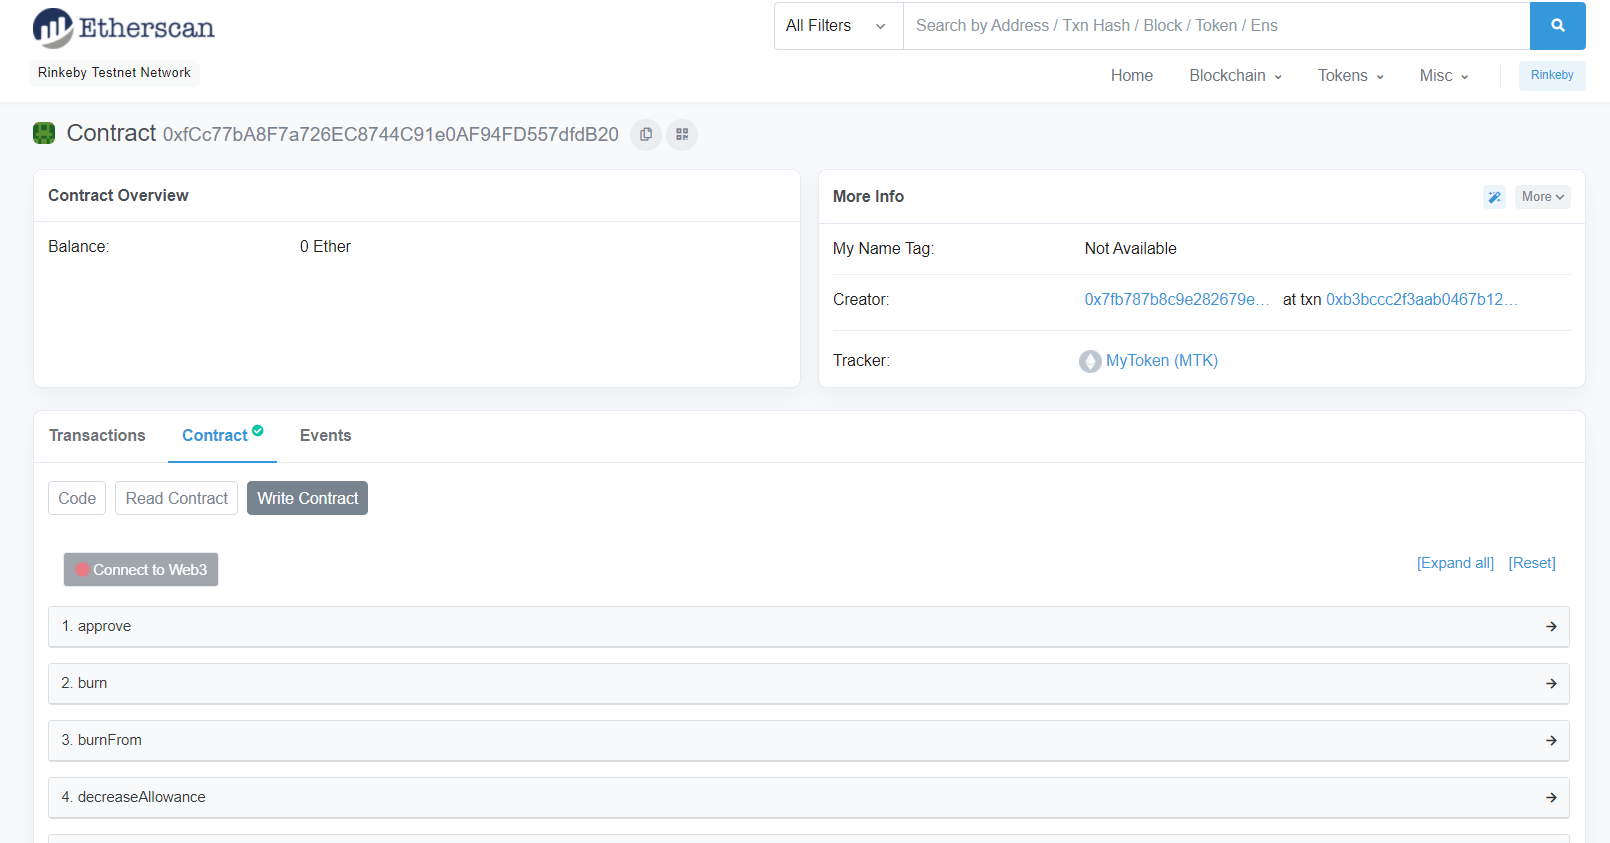 Etherscan
All Filters
Search by Address / Txn Hash / Block / Token / Ens
Rinkeby Testnet Network
Home Blockchain Tokens Misc Rinkeby
Contract 0xfCc77bA8F7a726EC8744C91e0AF94FD557dfdB20
Contract Overview
Balance: 0 Ether
More Info
More
My Name Tag: Not Available
Creator: 0x7fb787b8c9e282679e... at txn 0xb3bccc2f3aab0467b12...
Tracker: MyToken (MTK)
Transactions Contract Events
Code Read Contract Write Contract
Connect to Web3
[Expand all] [Reset]
1. approve
2. burn
3. burnFrom
4. decreaseAllowance